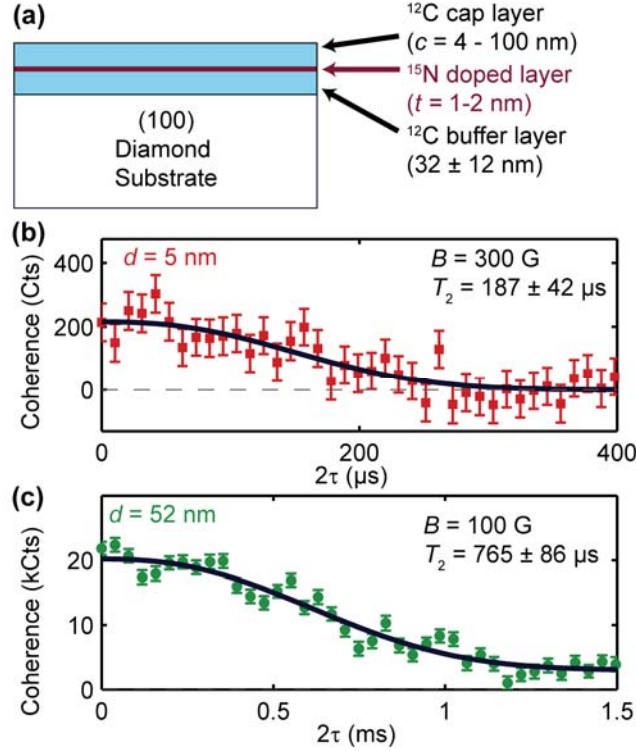 (a)
¹²C cap layer
(c = 4 - 100 nm)
¹⁵N doped layer
(t = 1-2 nm)
¹²C buffer layer
(32 ± 12 nm)
(100)
Diamond
Substrate
(b)
d = 5 nm
B = 300 G
T₂ = 187 ± 42 µs
Coherence (Cts)
400
200
0
0
200
400
2τ (µs)
(c)
d = 52 nm
B = 100 G
T₂ = 765 ± 86 µs
Coherence (kCts)
20
10
0
0
0.5
1
1.5
2τ (ms)